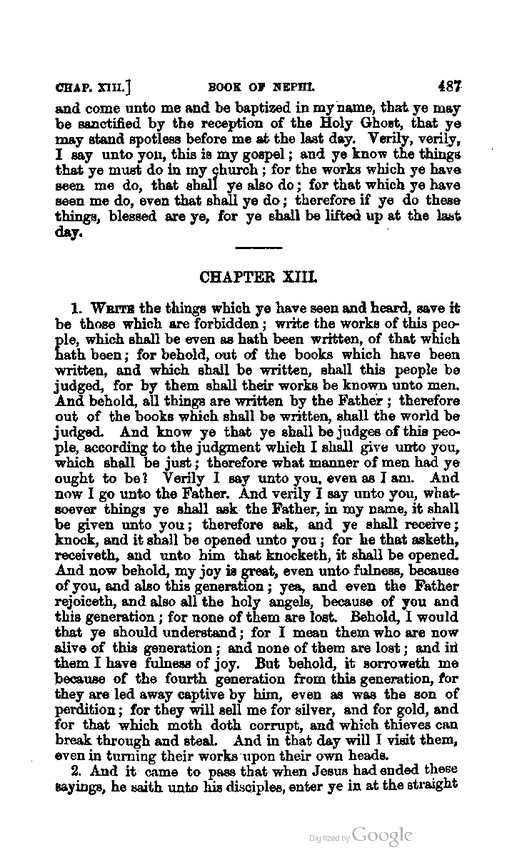 CHAP. XIII.] BOOK OF NEPHI. 487
and come unto me and be baptized in my name, that ye may
be sanctified by the reception of the Holy Ghost, that ye
may stand spotless before me at the last day. Verily, verily,
I say unto you, this is my gospel; and ye know the things
that ye must do in my church; for the works which ye have
seen me do, that shall ye also do; for that which ye have
seen me do, even that shall ye do; therefore if ye do these
things, blessed are ye, for ye shall be lifted up at the last
day.
CHAPTER XIII.
1. WRITE the things which ye have seen and heard, save it
be those which are forbidden; write the works of this peo-
ple, which shall be even as hath been written, of that which
hath been; for behold, out of the books which have been
written, and which shall be written, shall this people be
judged, for by them shall their works be known unto men.
And behold, all things are written by the Father; therefore
out of the books which shall be written, shall the world be
judged. And know ye that ye shall be judges of this peo-
ple, according to the judgment which I shall give unto you,
which shall be just; therefore what manner of men had ye
ought to be? Verily I say unto you, even as I am. And
now I go unto the Father. And verily I say unto you, what-
soever things ye shall ask the Father, in my name, it shall
be given unto you; therefore ask, and ye shall receive;
knock, and it shall be opened unto you; for he that asketh,
receiveth, and unto him that knocketh, it shall be opened.
And now behold, my joy is great, even unto fulness, because
of you, and also this generation; yea, and even the Father
rejoiceth, and also all the holy angels, because of you and
this generation; for none of them are lost. Behold, I would
that ye should understand; for I mean them who are now
alive of this generation; and none of them are lost; and in
them I have fulness of joy. But behold, it sorroweth me
because of the fourth generation from this generation, for
they are led away captive by him, even as was the son of
perdition; for they will sell me for silver, and for gold, and
for that which moth doth corrupt, and which thieves can
break through and steal. And in that day will I visit them,
even in turning their works upon their own heads.
2. And it came to pass that when Jesus had ended these
sayings, he saith unto his disciples, enter ye in at the straight
Digitized by Google